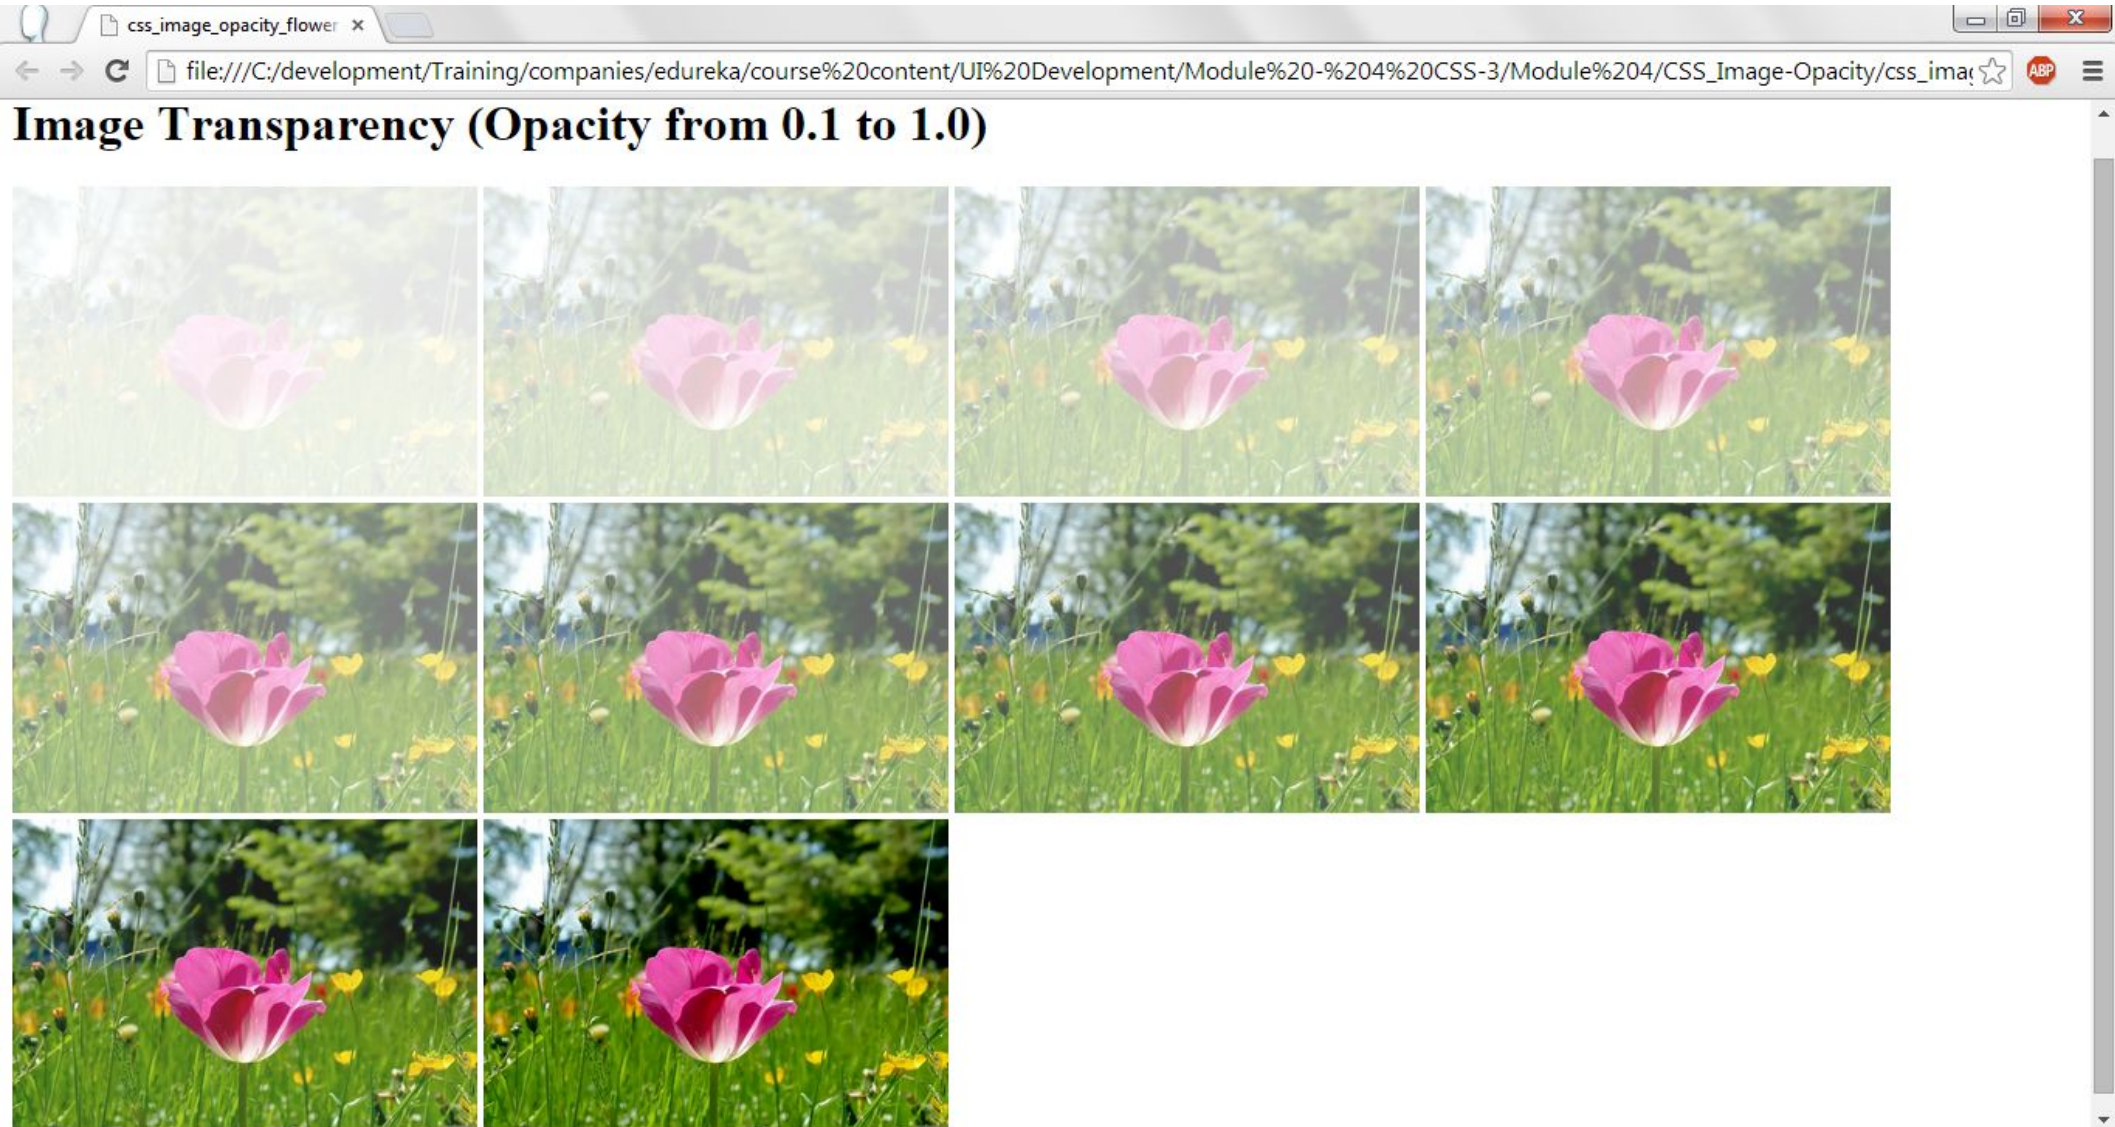 css_image_opacity_flower
file:///C:/development/Training/companies/edureka/course%20content/UI%20Development/Module%20-%204%20CSS-3/Module%204/CSS_Image-Opacity/css_ima
ABP
Image Transparency (Opacity from 0.1 to 1.0)